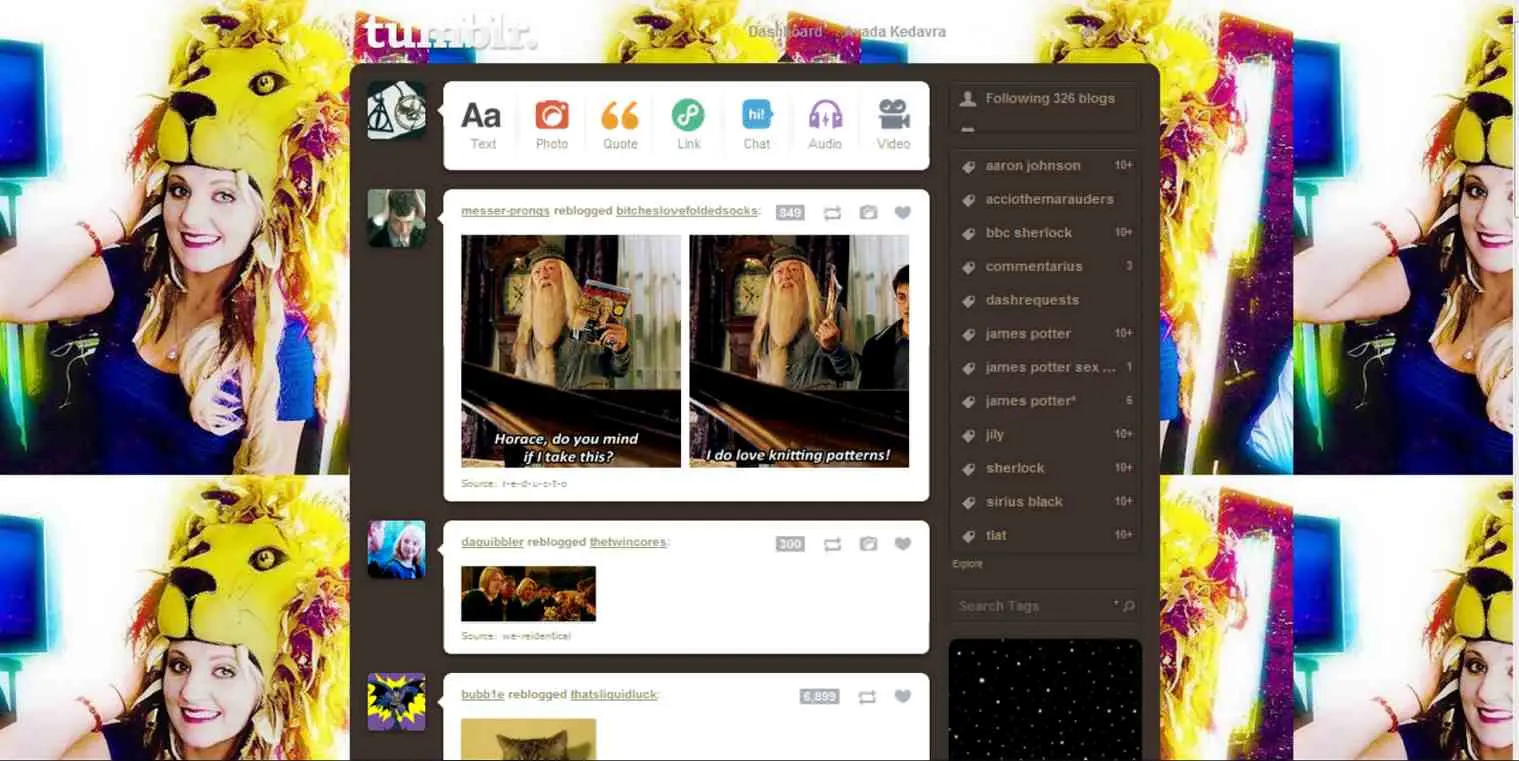 tumblr.
Dashboard Avada Kedavra
Aa
hi!
Text Photo Quote Link Chat Audio Video
messer-prongs reblogged bitcheslovefoldedsocks: 849
Horace, do you mind
if I take this?
I do love knitting patterns!
Source: r-e-d-u-c-t-o
daquibbler reblogged thetwincores: 300
Source: we-reidentical
bubb1e reblogged thatsliquidluck: 6,899
Following 326 blogs
aaron johnson 10+
acciothemarauders
bbc sherlock 10+
commentarius 3
dashrequests
james potter 10+
james potter sex ... 1
james potter* 6
jily 10+
sherlock 10+
sirius black 10+
tlat 10+
Explore
Search Tags